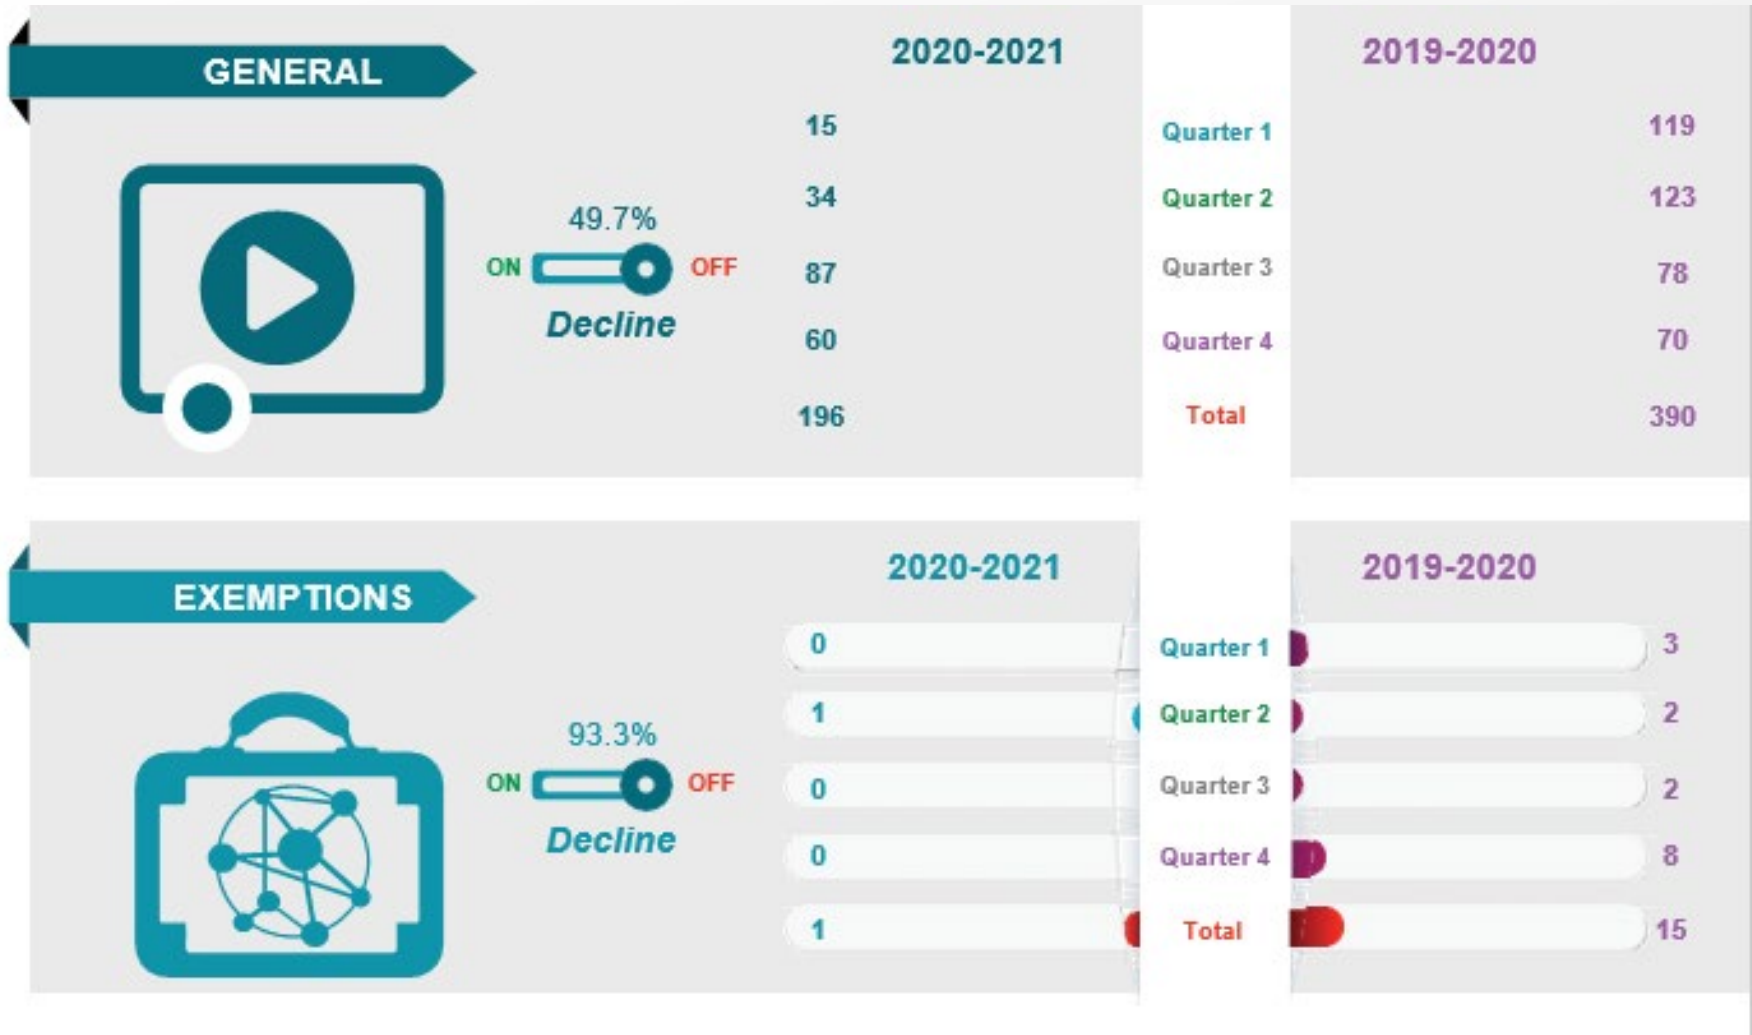 GENERAL
2020-2021
2019-2020
15 Quarter 1 119
34 Quarter 2 123
49.7%
ON OFF
Decline
87 Quarter 3 78
60 Quarter 4 70
196 Total 390
EXEMPTIONS
2020-2021
2019-2020
0 Quarter 1 3
1 Quarter 2 2
93.3%
ON OFF
Decline
0 Quarter 3 2
0 Quarter 4 8
1 Total 15